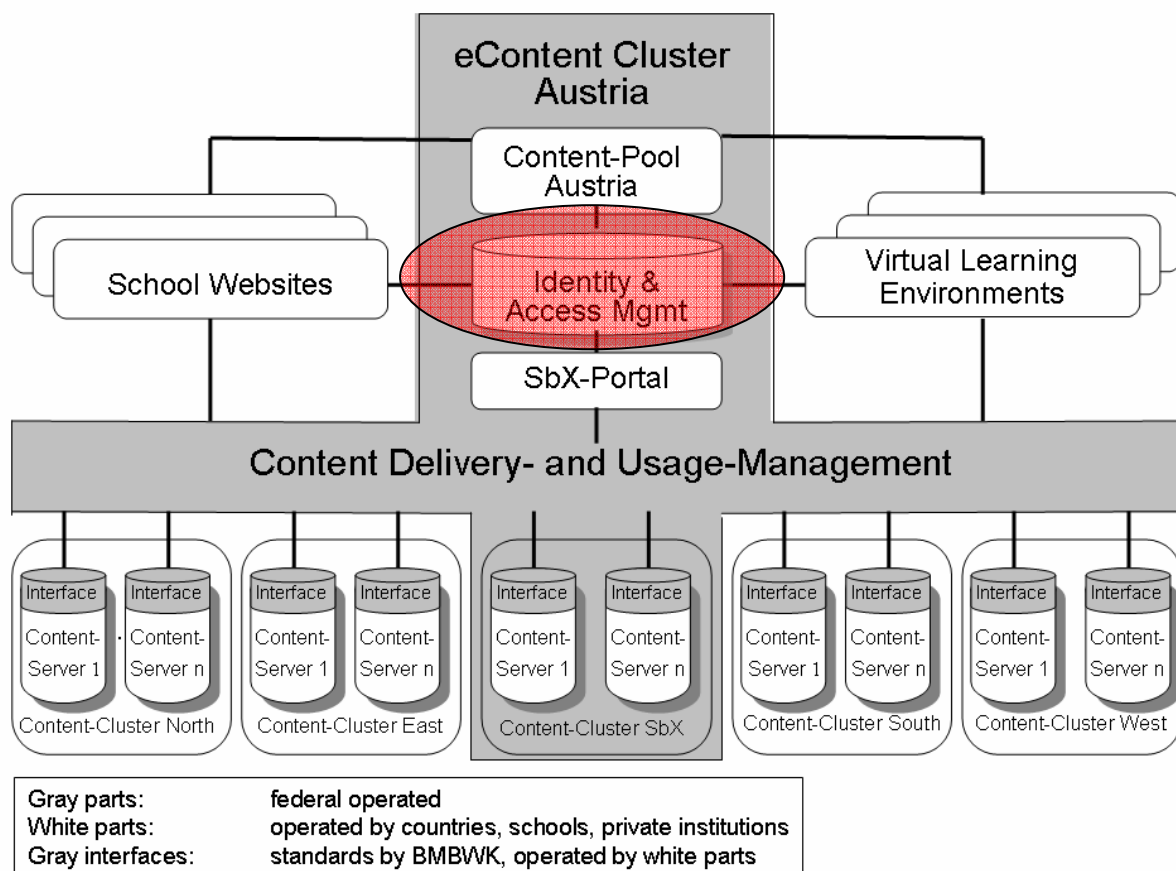 eContent Cluster
Austria
Content-Pool
Austria
School Websites
Identity &
Access Mgmt
Virtual Learning
Environments
SbX-Portal
Content Delivery- and Usage-Management
Interface Interface Interface Interface Interface Interface Interface Interface Interface Interface
Content- Content- Content- Content- Content- Content- Content- Content- Content- Content-
Server 1 Server n Server 1 Server n Server 1 Server n Server 1 Server n Server 1 Server n
Content-Cluster North Content-Cluster East Content-Cluster SbX Content-Cluster South Content-Cluster West
Gray parts: federal operated
White parts: operated by countries, schools, private institutions
Gray interfaces: standards by BMBWK, operated by white parts